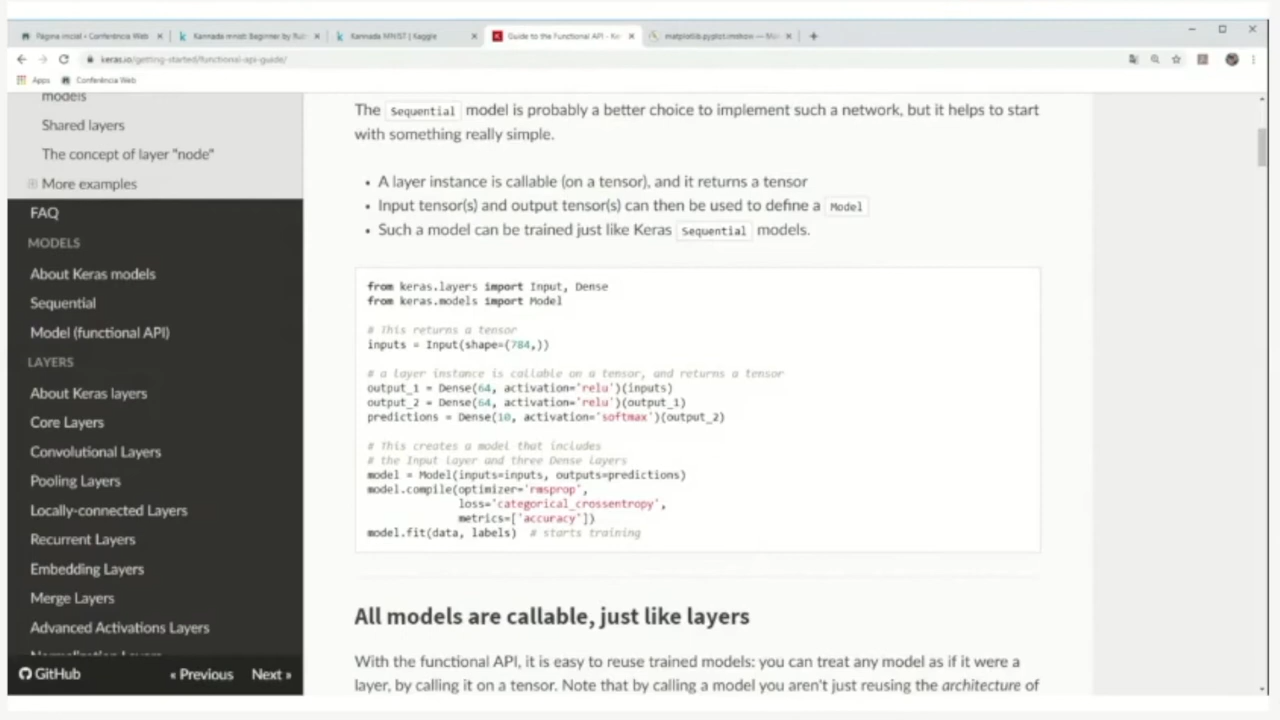 Página inicial • Conferência Web
Kannada MNIST | Kaggle
Guide to the Functional API - Ke
keras.io/getting-started/functional-api-guide/
Apps
Conferência Web
models
Shared layers
The concept of layer "node"
More examples
FAQ
MODELS
About Keras models
Sequential
Model (functional API)
LAYERS
About Keras layers
Core Layers
Convolutional Layers
Pooling Layers
Locally-connected Layers
Recurrent Layers
Embedding Layers
Merge Layers
Advanced Activations Layers
GitHub
« Previous
Next »
The Sequential model is probably a better choice to implement such a network, but it helps to start
with something really simple.
• A layer instance is callable (on a tensor), and it returns a tensor
• Input tensor(s) and output tensor(s) can then be used to define a Model
• Such a model can be trained just like Keras Sequential models.
from keras.layers import Input, Dense
from keras.models import Model
# This returns a tensor
inputs = Input(shape=(784,))
# a layer instance is callable on a tensor, and returns a tensor
output_1 = Dense(64, activation='relu')(inputs)
output_2 = Dense(64, activation='relu')(output_1)
predictions = Dense(10, activation='softmax')(output_2)
# This creates a model that includes
# the Input layer and three Dense layers
model = Model(inputs=inputs, outputs=predictions)
model.compile(optimizer='rmsprop',
loss='categorical_crossentropy',
metrics=['accuracy'])
model.fit(data, labels)  # starts training
All models are callable, just like layers
With the functional API, it is easy to reuse trained models: you can treat any model as if it were a
layer, by calling it on a tensor. Note that by calling a model you aren't just reusing the architecture of